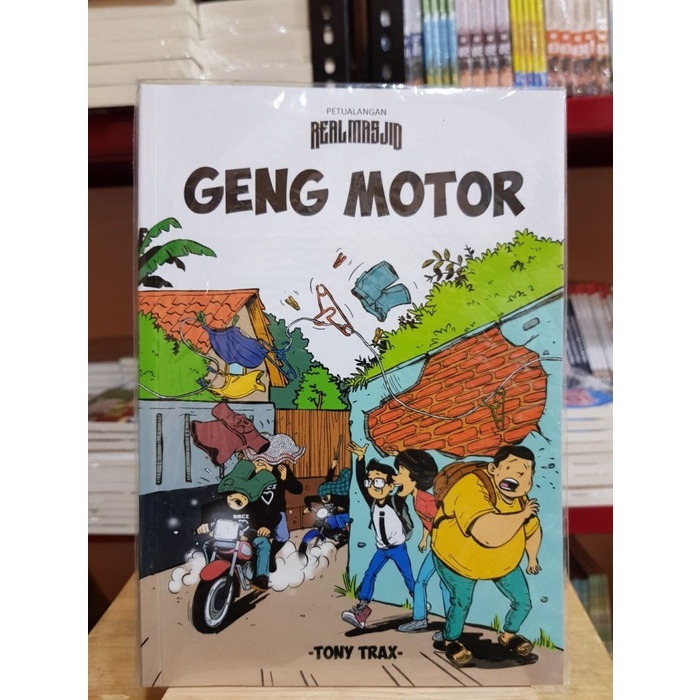 PETUALANGAN
REAL MASJID
GENG MOTOR
-TONY TRAX-